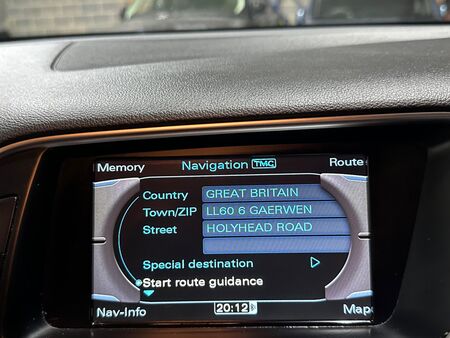 Memory Navigation TMC Route
Country GREAT BRITAIN
Town/ZIP LL60 6 GAERWEN
Street HOLYHEAD ROAD
Special destination
Start route guidance
Nav-Info 20:12 Map